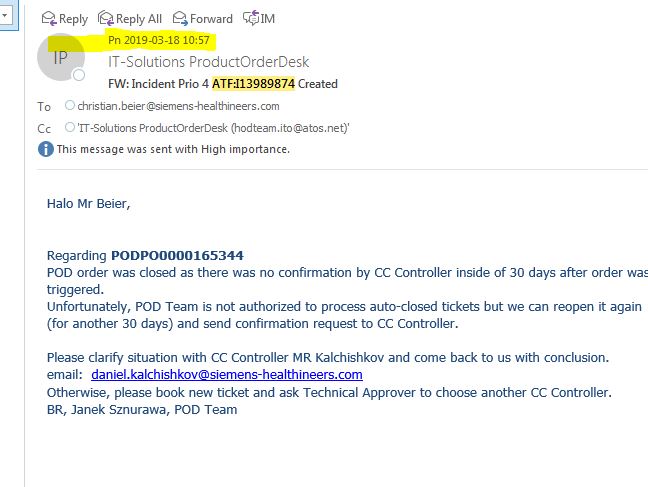 Reply Reply All Forward IM
Pn 2019-03-18 10:57
IP
IT-Solutions ProductOrderDesk
FW: Incident Prio 4 ATF:I13989874 Created
To christian.beier@siemens-healthineers.com
Cc 'IT-Solutions ProductOrderDesk (hodteam.ito@atos.net)'
This message was sent with High importance.
Halo Mr Beier,
Regarding PODPO0000165344
POD order was closed as there was no confirmation by CC Controller inside of 30 days after order was
triggered.
Unfortunately, POD Team is not authorized to process auto-closed tickets but we can reopen it again
(for another 30 days) and send confirmation request to CC Controller.
Please clarify situation with CC Controller MR Kalchishkov and come back to us with conclusion.
email: daniel.kalchishkov@siemens-healthineers.com
Otherwise, please book new ticket and ask Technical Approver to choose another CC Controller.
BR, Janek Sznurawa, POD Team